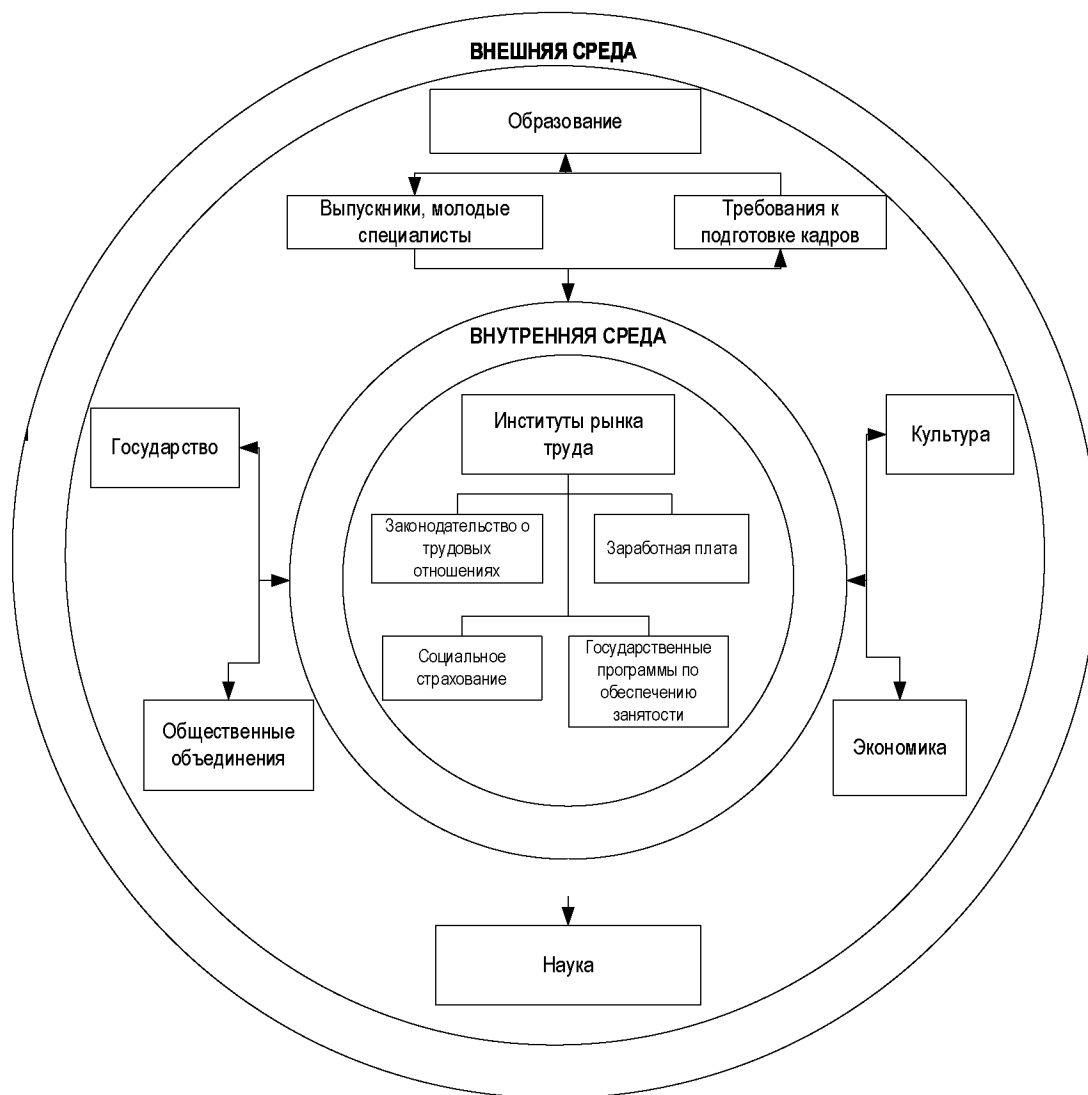 ВНЕШНЯЯ СРЕДА
Образование
Выпускники, молодые
специалисты
Требования к
подготовке кадров
ВНУТРЕННЯЯ СРЕДА
Институты рынка
труда
Государство
Культура
Законодательство о
трудовых
отношениях
Заработная плата
Социальное
страхование
Государственные
программы по
обеспечению
занятости
Общественные
объединения
Экономика
Наука